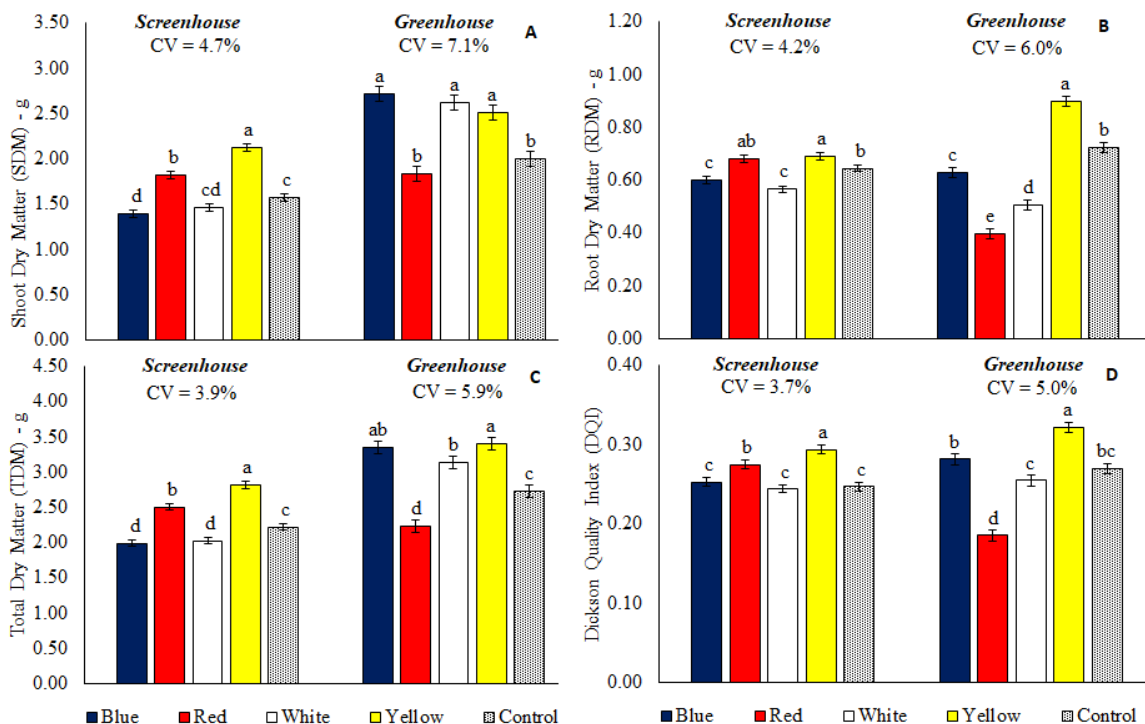 Shoot Dry Matter (SDM) - g
3.50
3.00
2.50
2.00
1.50
1.00
0.50
0.00
Screenhouse
CV = 4.7%
Greenhouse
CV = 7.1%
A
d
b
cd
a
c
a
b
a
a
b
Root Dry Matter (RDM) - g
1.20
1.00
0.80
0.60
0.40
0.20
0.00
Screenhouse
CV = 4.2%
Greenhouse
CV = 6.0%
B
c
ab
c
a
b
c
e
d
a
b
Total Dry Matter (TDM) - g
4.50
4.00
3.50
3.00
2.50
2.00
1.50
1.00
0.50
0.00
Screenhouse
CV = 3.9%
Greenhouse
CV = 5.9%
C
d
b
d
a
c
ab
d
b
a
c
Blue Red White Yellow Control
Dickson Quality Index (DQI)
0.40
0.30
0.20
0.10
0.00
Screenhouse
CV = 3.7%
Greenhouse
CV = 5.0%
D
c
b
c
a
c
b
d
c
a
bc
Blue Red White Yellow Control